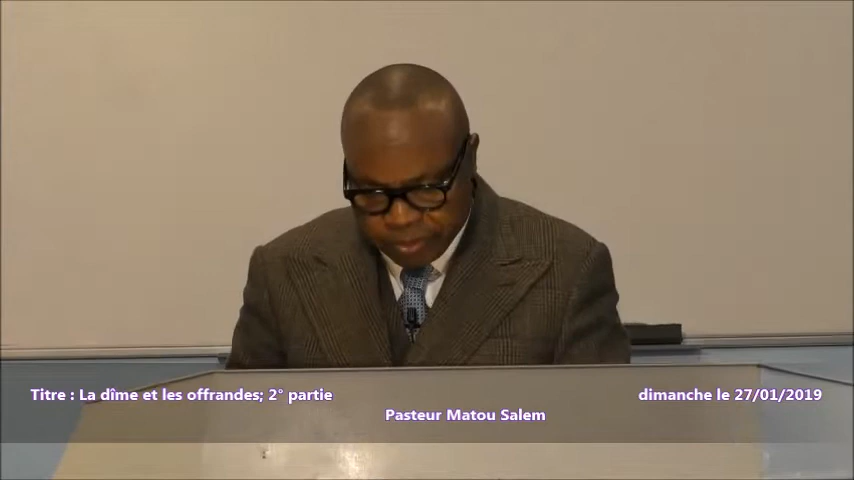 Titre : La dîme et les offrandes; 2° partie
dimanche le 27/01/2019
Pasteur Matou Salem